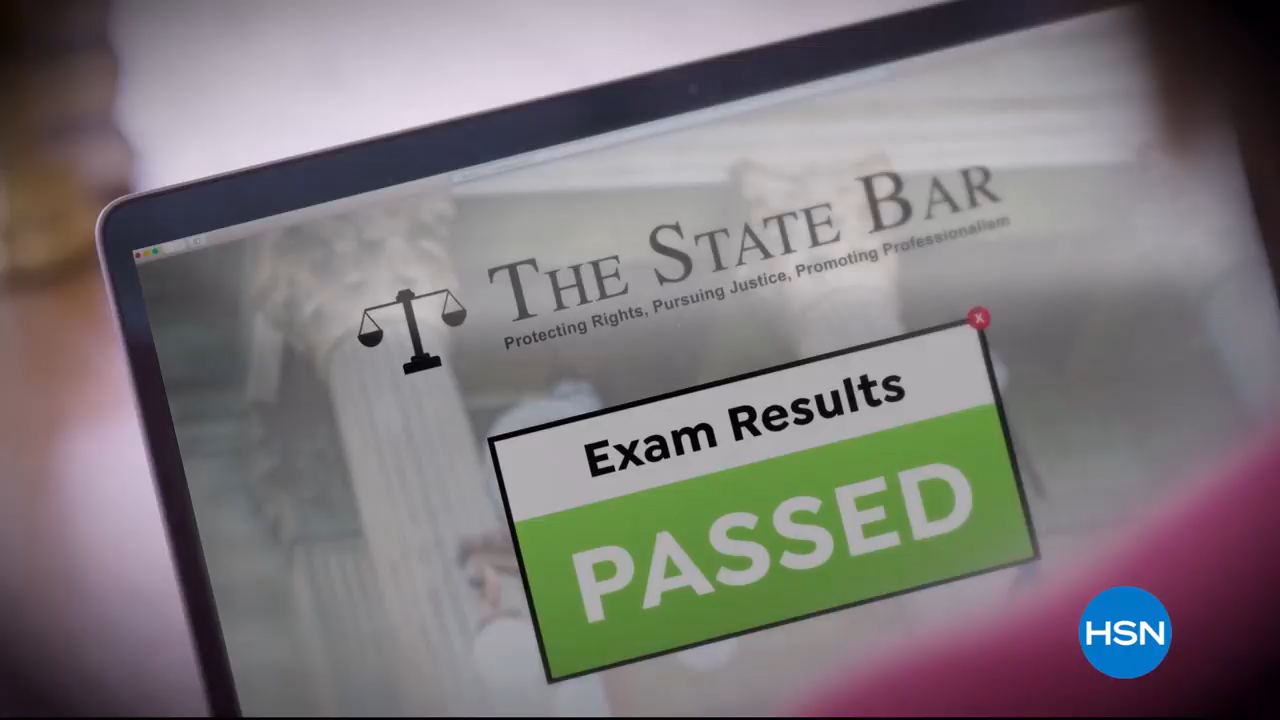 THE STATE BAR
Protecting Rights, Pursuing Justice, Promoting Professionalism
X
Exam Results
PASSED
HSN